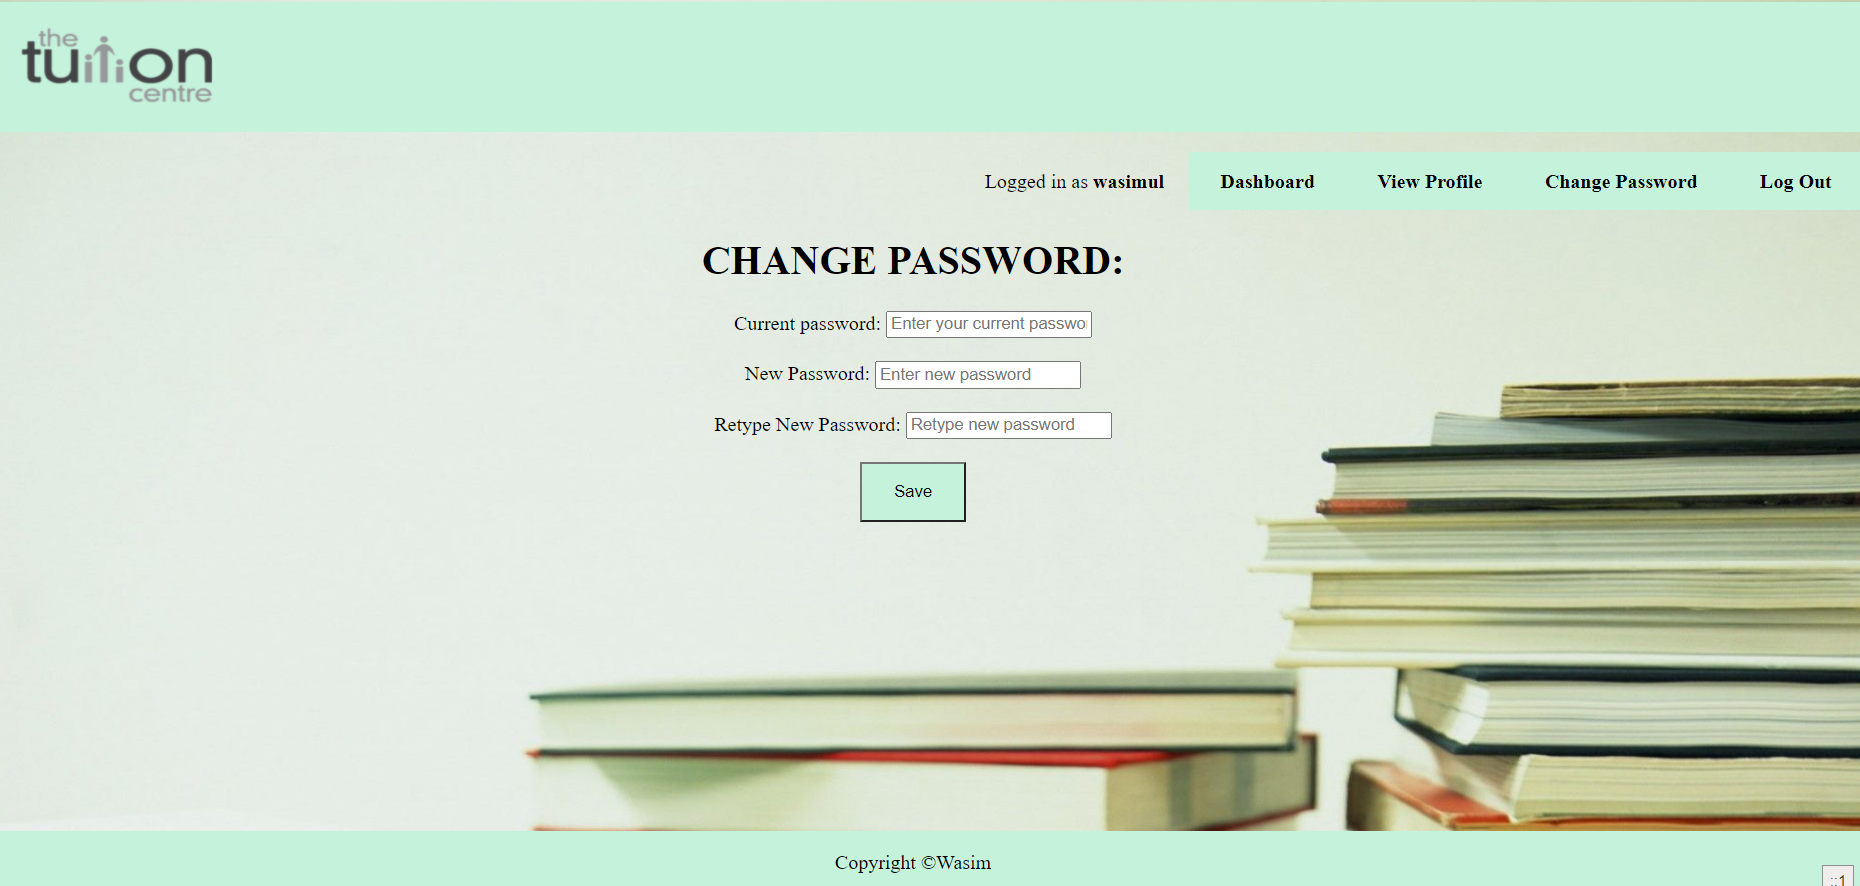 the
tuition
centre
Logged in as wasimul Dashboard View Profile Change Password Log Out
CHANGE PASSWORD:
Current password: Enter your current passwo
New Password: Enter new password
Retype New Password: Retype new password
Save
Copyright ©Wasim
::1